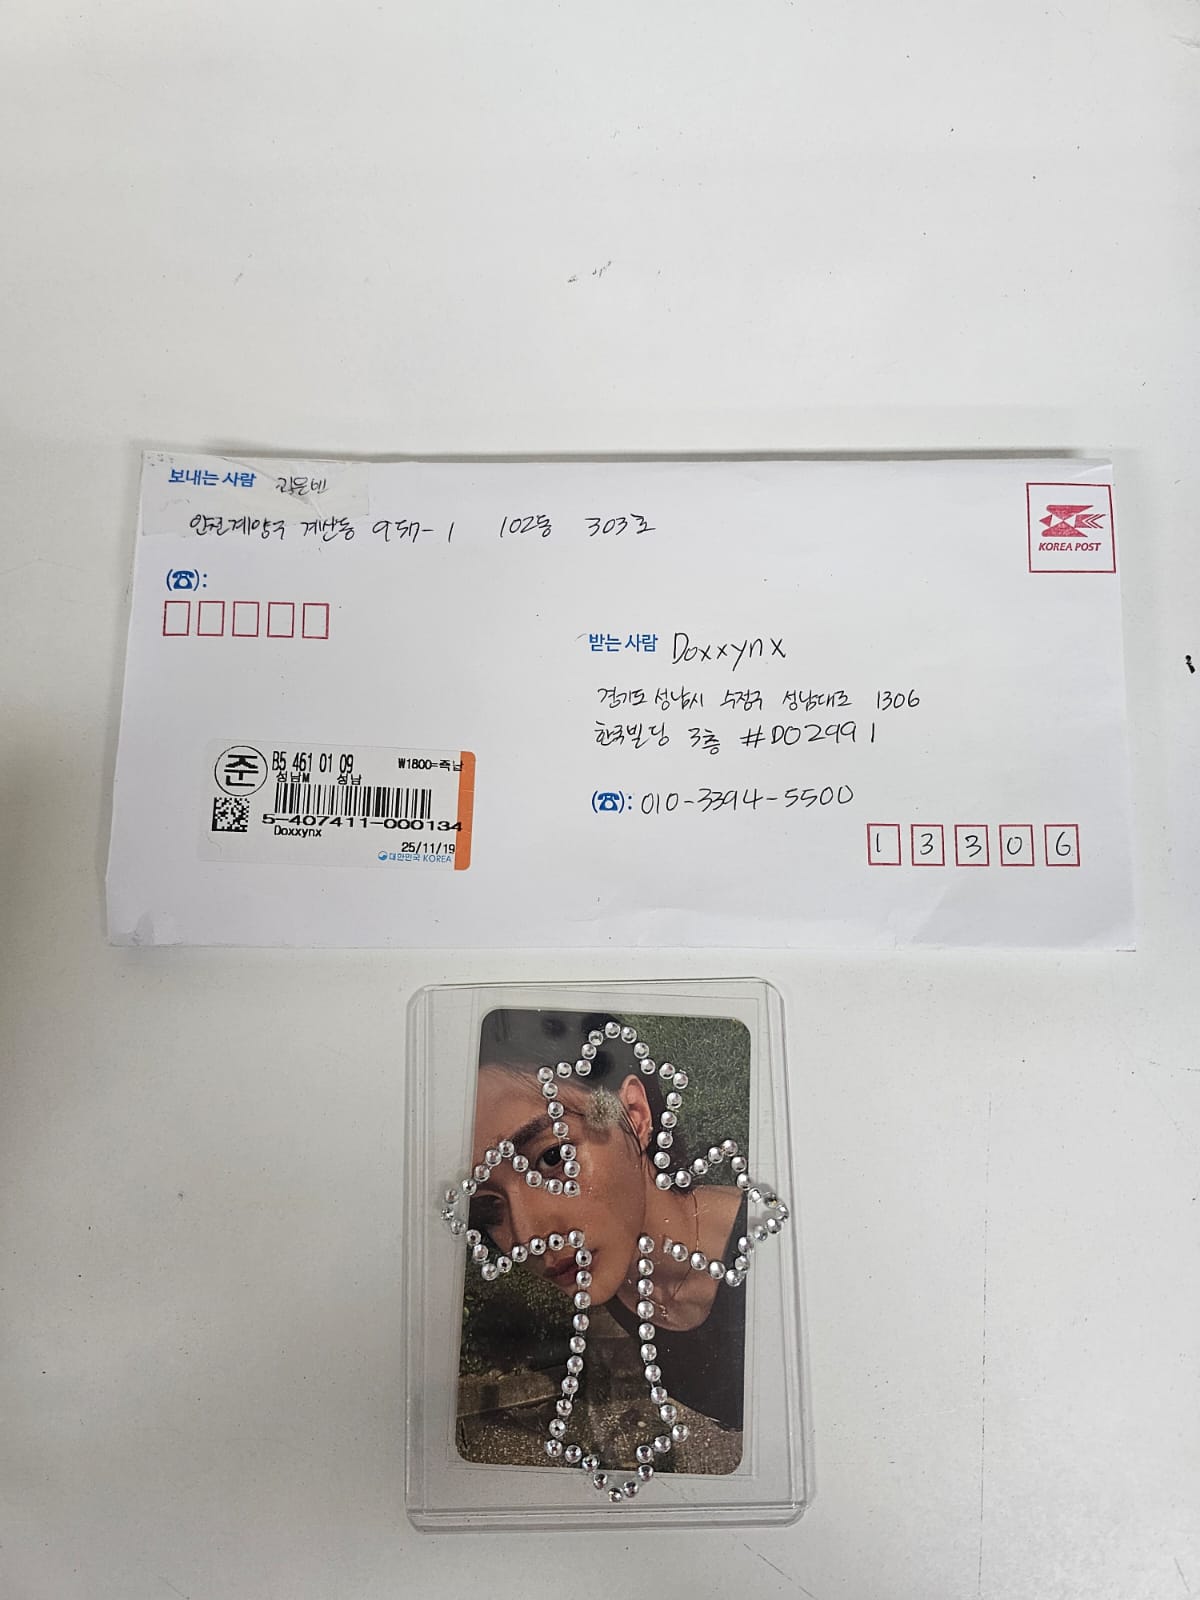 보내는 사람
인천 계양구 계산동 957-1 102동 303호
KOREA POST
(☎):
받는 사람 Doxxynx
경기도 성남시 수정구 성남대로 1306
한국빌딩 3층 #D02991
(☎): 010-3394-5500
13306
준 B5 461 01 09 ₩1800=즉납
성남M 성남
5-407411-000134
Doxxynx
25/11/19
대한민국 KOREA